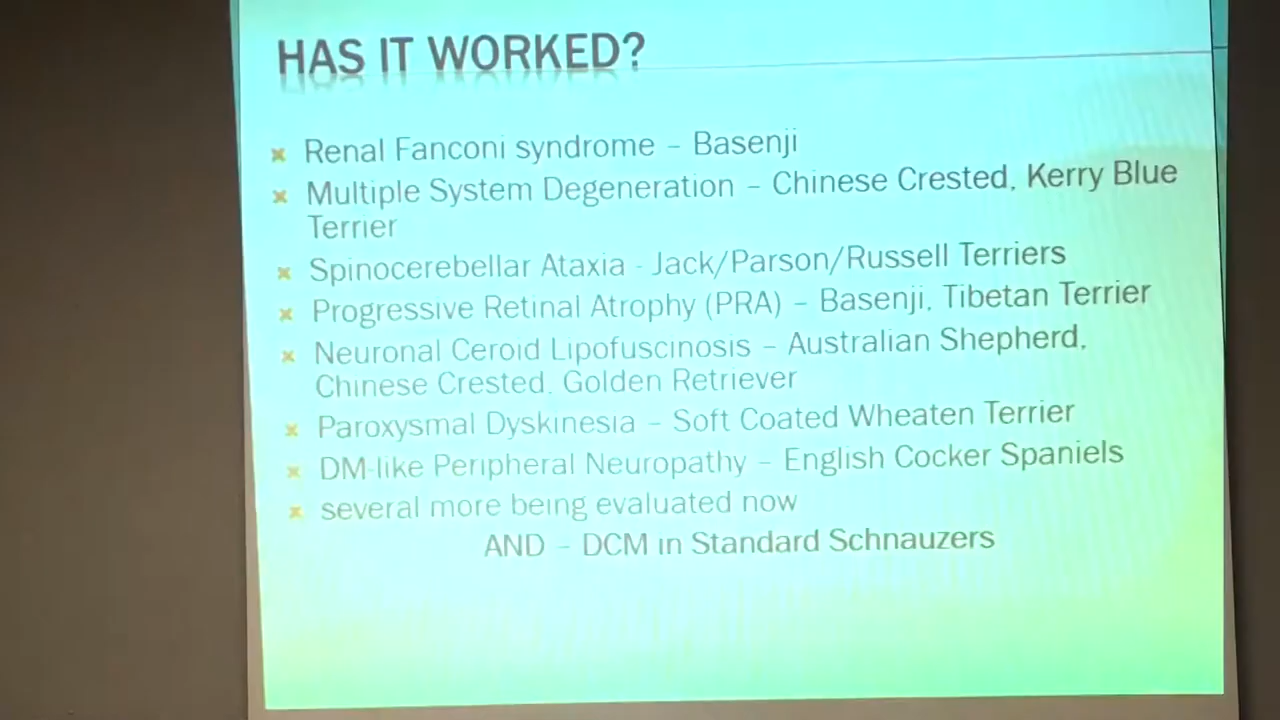 HAS IT WORKED?
Renal Fanconi syndrome – Basenji
Multiple System Degeneration – Chinese Crested, Kerry Blue
Terrier
Spinocerebellar Ataxia - Jack/Parson/Russell Terriers
Progressive Retinal Atrophy (PRA) – Basenji, Tibetan Terrier
Neuronal Ceroid Lipofuscinosis – Australian Shepherd,
Chinese Crested, Golden Retriever
Paroxysmal Dyskinesia – Soft Coated Wheaten Terrier
DM-like Peripheral Neuropathy – English Cocker Spaniels
several more being evaluated now
AND – DCM in Standard Schnauzers